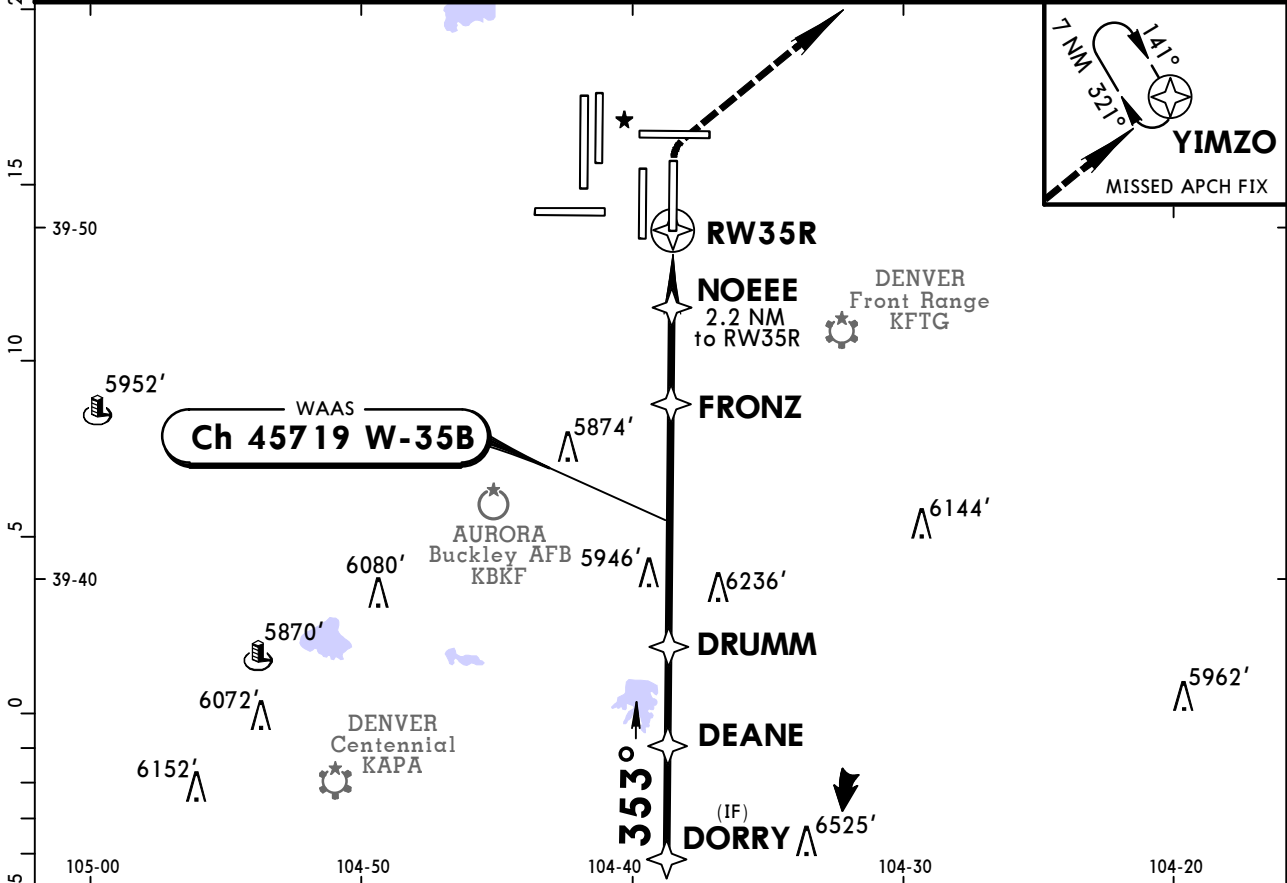 7 NM 321°
141°
YIMZO
MISSED APCH FIX
15
39-50
RW35R
NOEEE
2.2 NM
to RW35R
DENVER
Front Range
KFTG
10
5952'
FRONZ
WAAS
Ch 45719 W-35B
5874'
6144'
5
AURORA
Buckley AFB
KBKF
5946'
39-40
6080'
6236'
5870'
DRUMM
5962'
6072'
0
DENVER
Centennial
KAPA
DEANE
353°
6152'
(IF)
DORRY
6525'
5
105-00
104-50
104-40
104-30
104-20